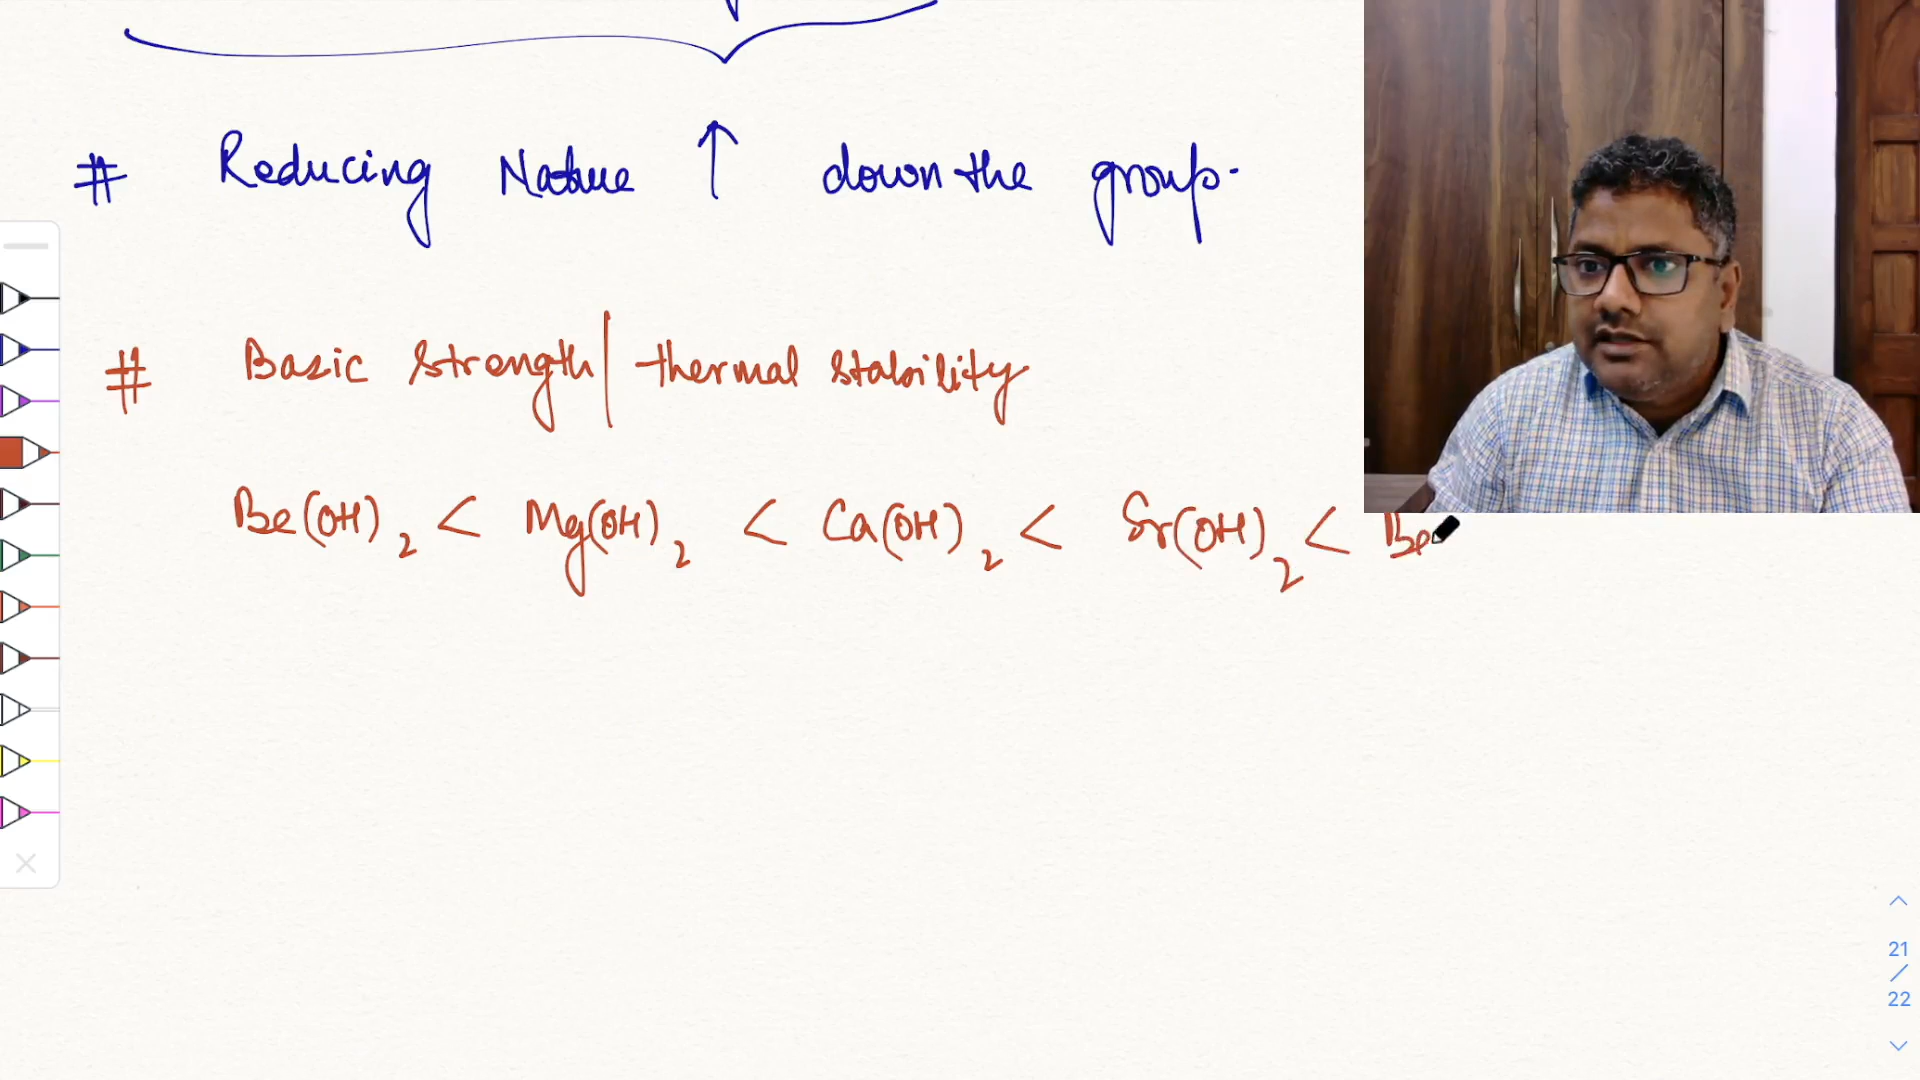 # Reducing Nature ↑ down the group.
# Basic strength | thermal stability
Be(OH)2 < Mg(OH)2 < Ca(OH)2 < Sr(OH)2 < Ba
21
/
22